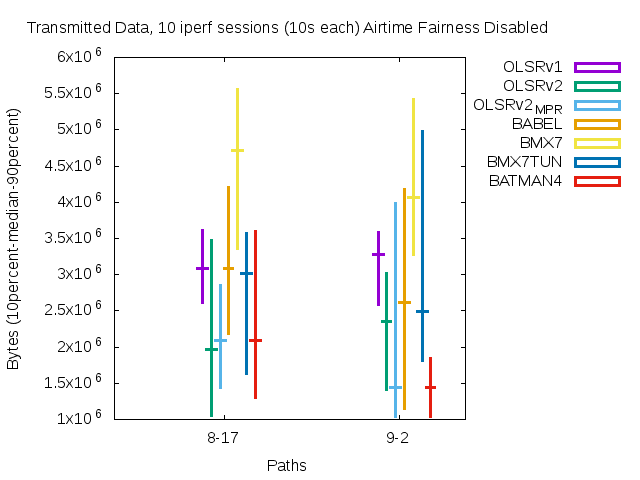 Transmitted Data, 10 iperf sessions (10s each) Airtime Fairness Disabled
Bytes (10percent-median-90percent)
6x10^6
5.5x10^6
5x10^6
4.5x10^6
4x10^6
3.5x10^6
3x10^6
2.5x10^6
2x10^6
1.5x10^6
1x10^6
8-17
9-2
Paths
OLSRv1
OLSRv2
OLSRv2_MPR
BABEL
BMX7
BMX7TUN
BATMAN4